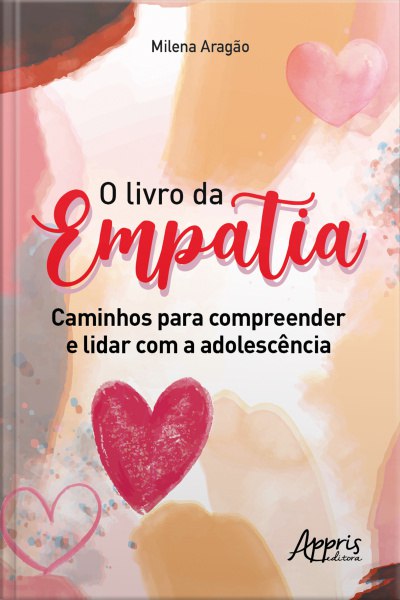 Milena Aragão
O livro da
Empatia
Caminhos para compreender
e lidar com a adolescência
Appris
editora